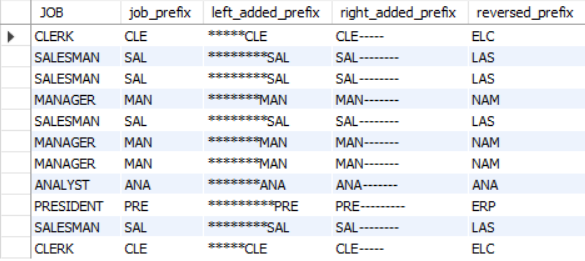 JOB job_prefix left_added_prefix right_added_prefix reversed_prefix
CLERK CLE *****CLE CLE----- ELC
SALESMAN SAL ********SAL SAL-------- LAS
SALESMAN SAL ********SAL SAL-------- LAS
MANAGER MAN *******MAN MAN------- NAM
SALESMAN SAL ********SAL SAL-------- LAS
MANAGER MAN *******MAN MAN------- NAM
MANAGER MAN *******MAN MAN------- NAM
ANALYST ANA *******ANA ANA------- ANA
PRESIDENT PRE *********PRE PRE--------- ERP
SALESMAN SAL ********SAL SAL-------- LAS
CLERK CLE *****CLE CLE----- ELC